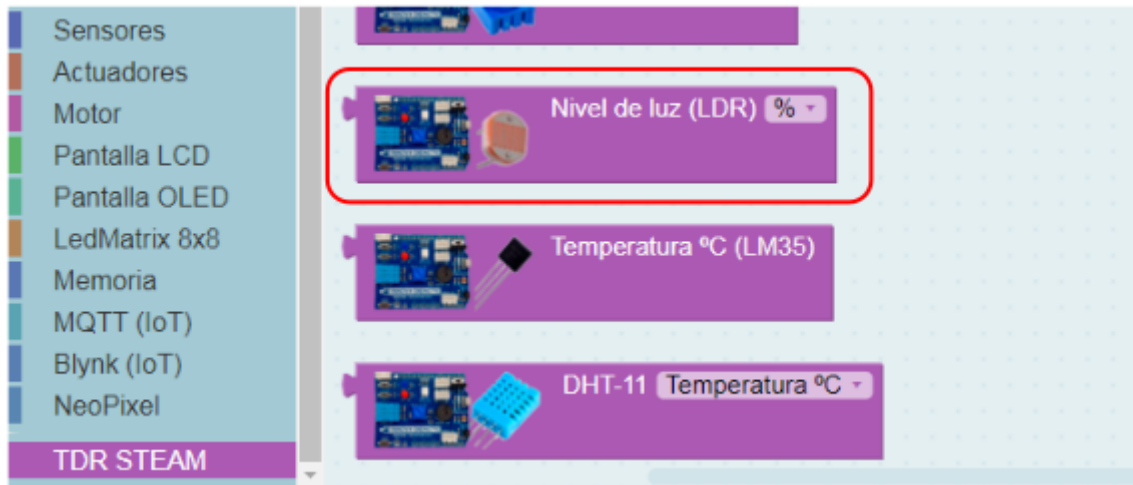 Sensores
Actuadores
Motor
Pantalla LCD
Pantalla OLED
LedMatrix 8x8
Memoria
MQTT (IoT)
Blynk (IoT)
NeoPixel
TDR STEAM
Nivel de luz (LDR) %
Temperatura ºC (LM35)
DHT-11 Temperatura ºC